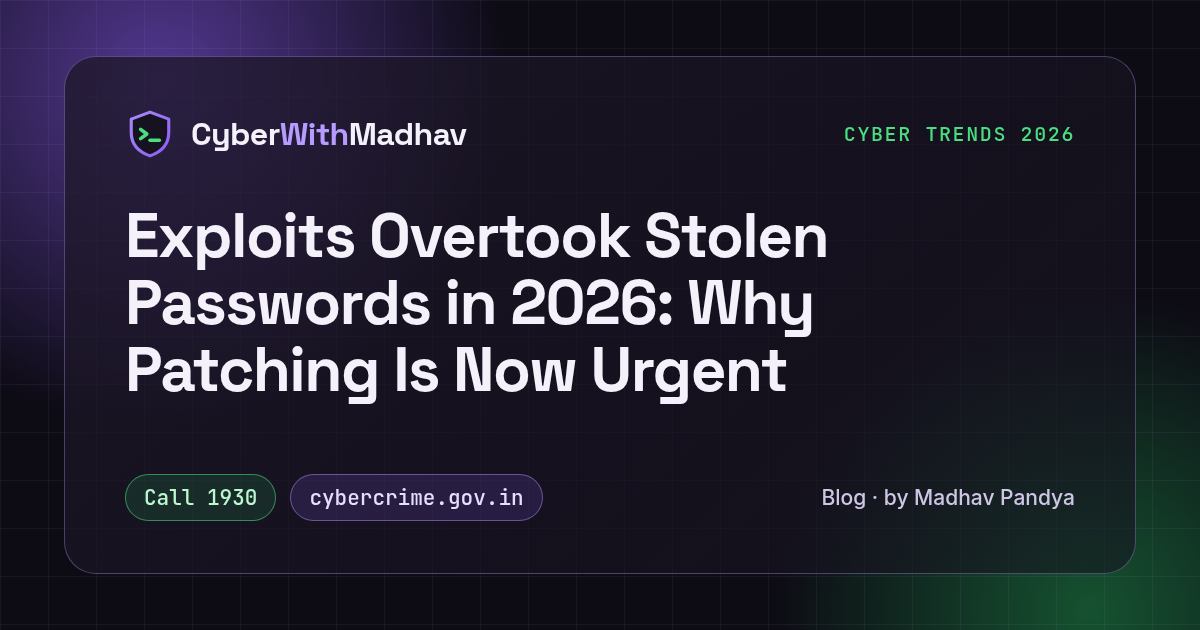 CyberWithMadhav
CYBER TRENDS 2026
Exploits Overtook Stolen
Passwords in 2026: Why
Patching Is Now Urgent
Call 1930
cybercrime.gov.in
Blog · by Madhav Pandya